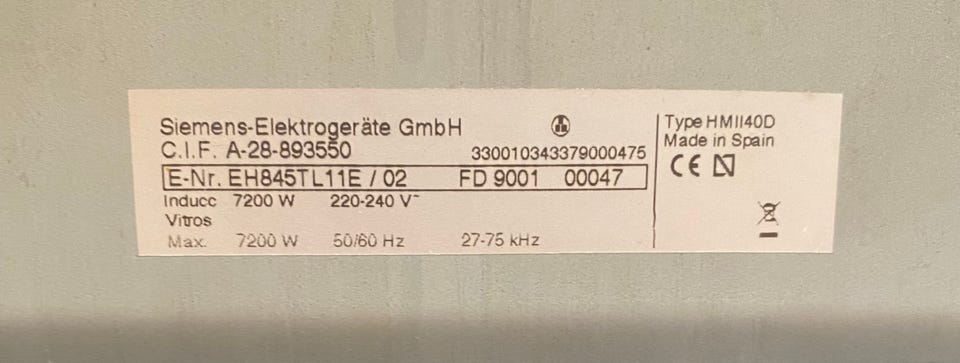 Siemens-Elektrogeräte GmbH
C.I.F. A-28-893550
330010343379000475
E-Nr. EH845TL11E / 02 FD 9001 00047
Inducc 7200 W 220-240 V~
Vitros
Max. 7200 W 50/60 Hz 27-75 kHz
Type HMII40D
Made in Spain
CE